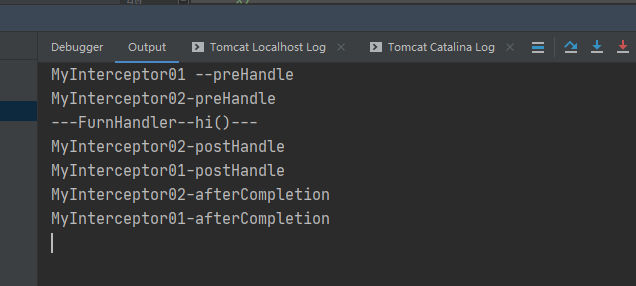 Debugger Output Tomcat Localhost Log Tomcat Catalina Log
MyInterceptor01 --preHandle
MyInterceptor02-preHandle
---FurnHandler--hi()---
MyInterceptor02-postHandle
MyInterceptor01-postHandle
MyInterceptor02-afterCompletion
MyInterceptor01-afterCompletion